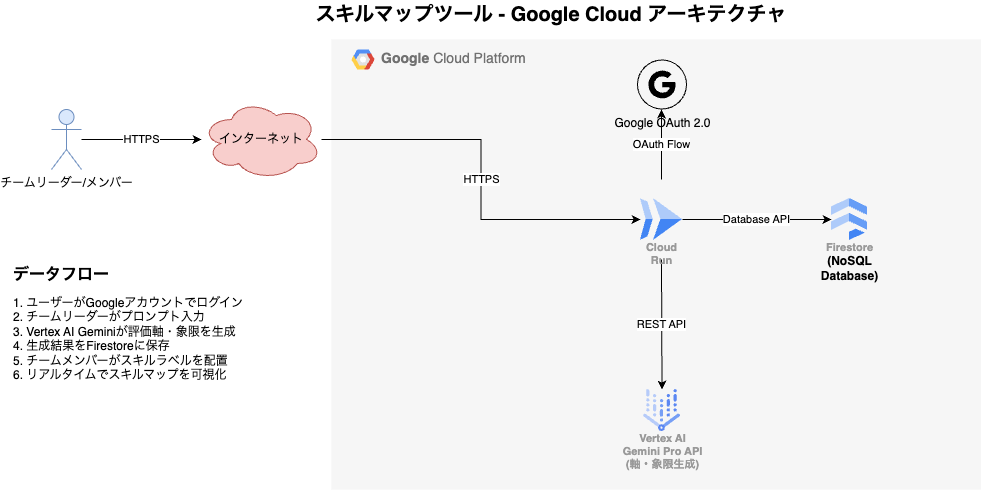 スキルマップツール - Google Cloud アーキテクチャ
Google Cloud Platform
Google OAuth 2.0
OAuth Flow
HTTPS
インターネット
チームリーダー/メンバー
HTTPS
Database API
Cloud
Run
Firestore
(NoSQL
Database)
REST API
Vertex AI
Gemini Pro API
(軸・象限生成)
データフロー
1. ユーザーがGoogleアカウントでログイン
2. チームリーダーがプロンプト入力
3. Vertex AI Geminiが評価軸・象限を生成
4. 生成結果をFirestoreに保存
5. チームメンバーがスキルラベルを配置
6. リアルタイムでスキルマップを可視化